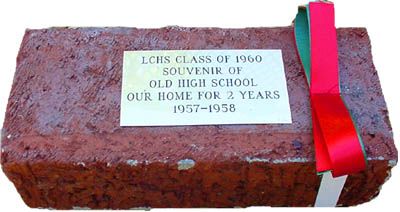 LCHS CLASS OF 1960
SOUVENIR OF
OLD HIGH SCHOOL
OUR HOME FOR 2 YEARS
1957-1958